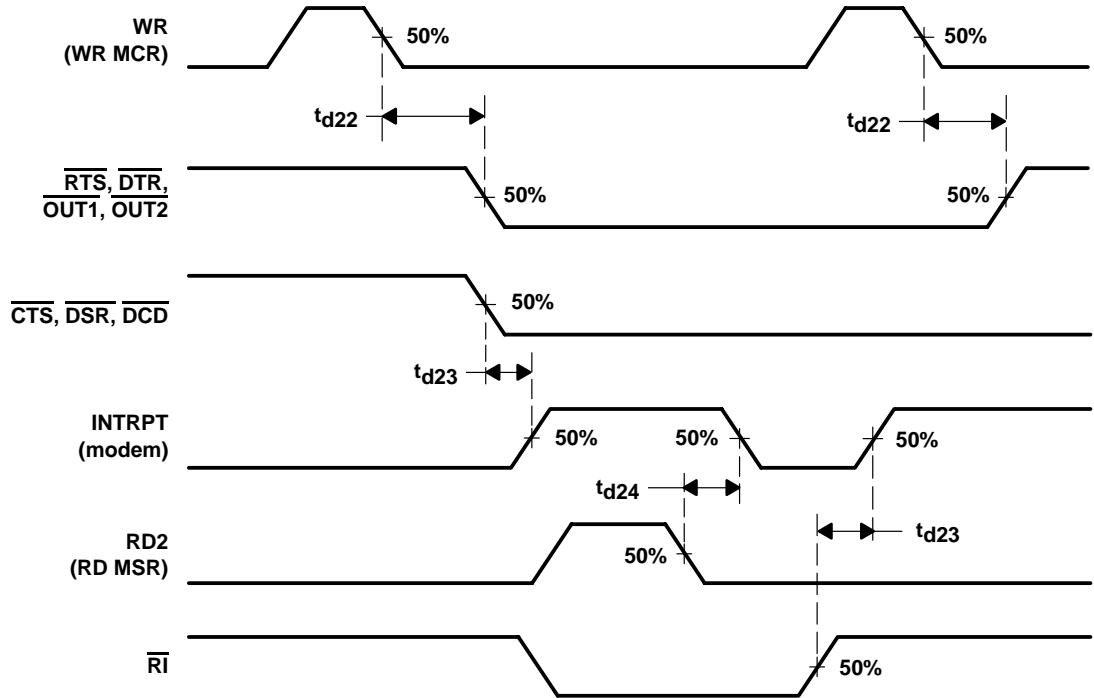 WR
(WR MCR)
50%
50%
td22
td22
RTS, DTR,
OUT1, OUT2
50%
50%
CTS, DSR, DCD
50%
td23
INTRPT
(modem)
50%
50%
50%
td24
td23
RD2
(RD MSR)
50%
RI
50%